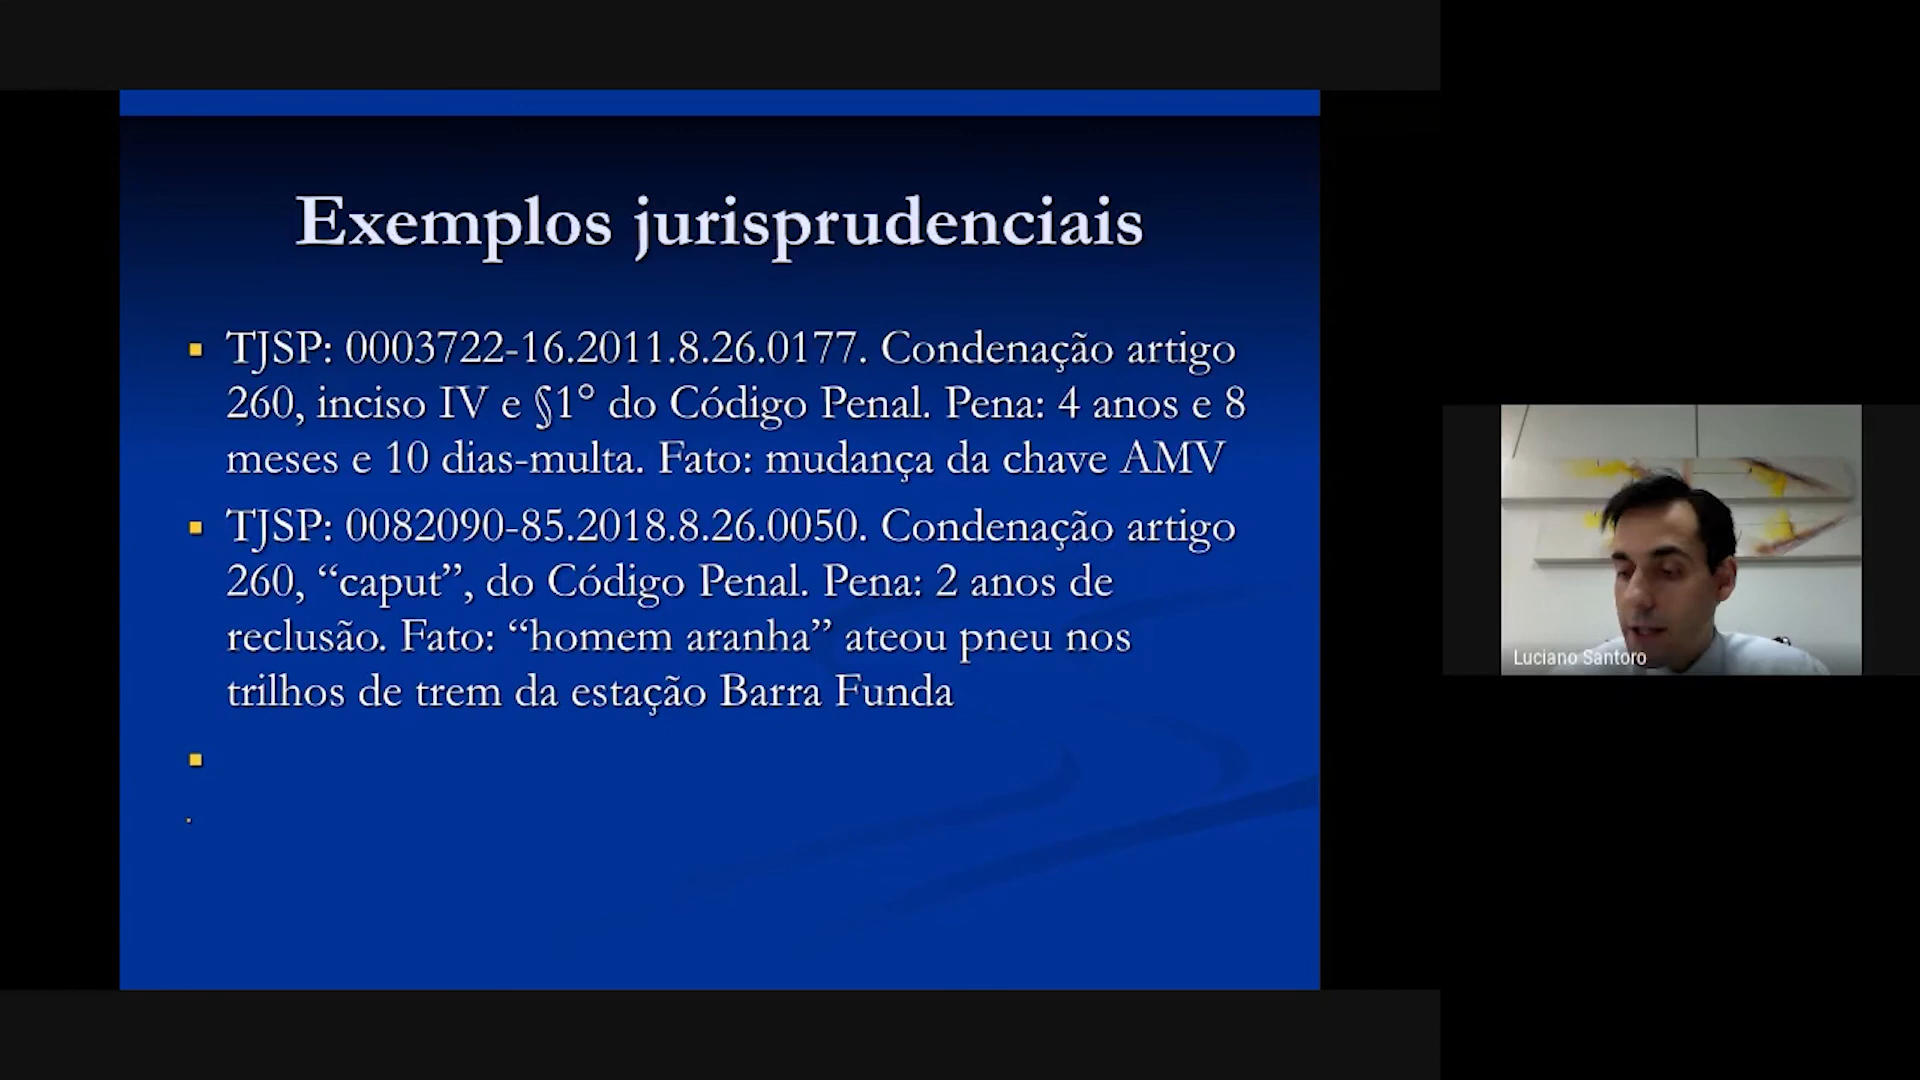 Exemplos jurisprudenciais
TJSP: 0003722-16.2011.8.26.0177. Condenação artigo
260, inciso IV e §1° do Código Penal. Pena: 4 anos e 8
meses e 10 dias-multa. Fato: mudança da chave AMV
TJSP: 0082090-85.2018.8.26.0050. Condenação artigo
260, “caput”, do Código Penal. Pena: 2 anos de
reclusão. Fato: “homem aranha” ateou pneu nos
trilhos de trem da estação Barra Funda
Luciano Santoro